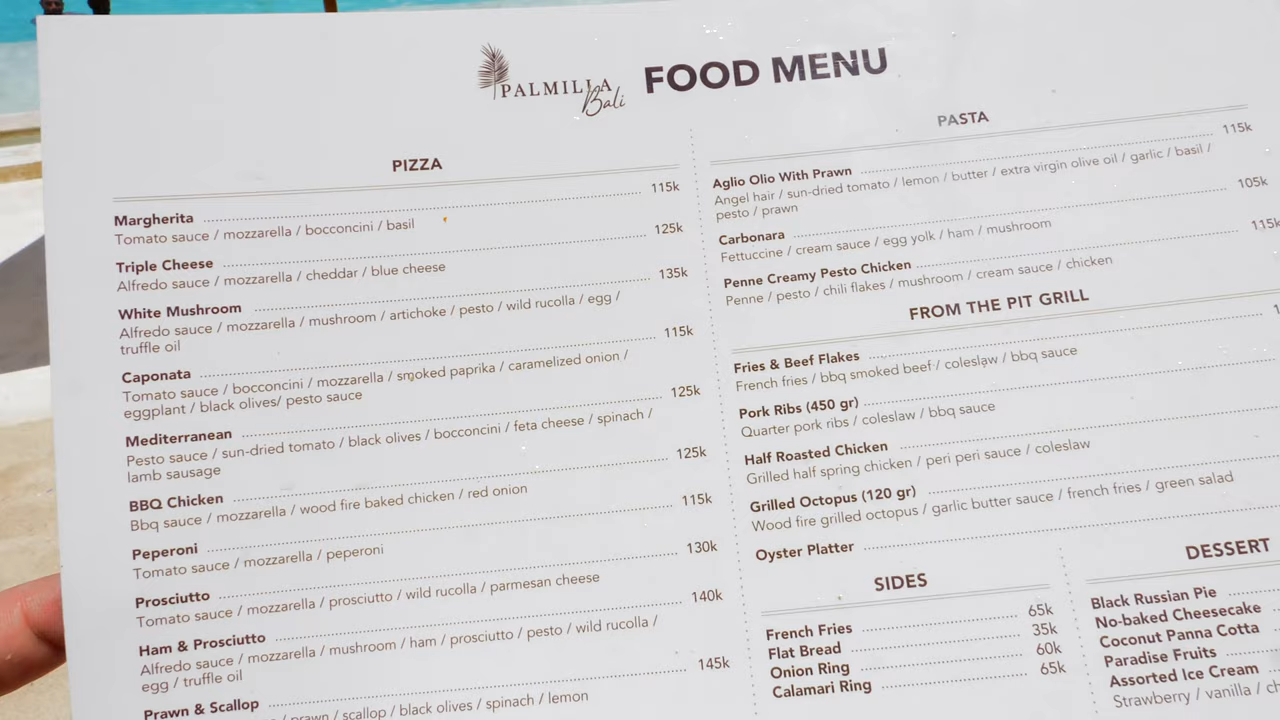 PALMILLA
Bali
FOOD MENU
PIZZA
Margherita 115k
Tomato sauce / mozzarella / bocconcini / basil
Triple Cheese 125k
Alfredo sauce / mozzarella / cheddar / blue cheese
White Mushroom 135k
Alfredo sauce / mozzarella / mushroom / artichoke / pesto / wild rucolla / egg /
truffle oil
Caponata 115k
Tomato sauce / bocconcini / mozzarella / smoked paprika / caramelized onion /
eggplant / black olives/ pesto sauce
Mediterranean 125k
Pesto sauce / sun-dried tomato / black olives / bocconcini / feta cheese / spinach /
lamb sausage
BBQ Chicken 125k
Bbq sauce / mozzarella / wood fire baked chicken / red onion
Peperoni 115k
Tomato sauce / mozzarella / peperoni
Prosciutto 130k
Tomato sauce / mozzarella / prosciutto / wild rucolla / parmesan cheese
Ham & Prosciutto 140k
Alfredo sauce / mozzarella / mushroom / ham / prosciutto / pesto / wild rucolla /
egg / truffle oil
Prawn & Scallop 145k
/ prawn / scallop / black olives / spinach / lemon
PASTA
Aglio Olio With Prawn 115k
Angel hair / sun-dried tomato / lemon / butter / extra virgin olive oil / garlic / basil /
pesto / prawn
Carbonara 105k
Fettuccine / cream sauce / egg yolk / ham / mushroom
Penne Creamy Pesto Chicken 115k
Penne / pesto / chili flakes / mushroom / cream sauce / chicken
FROM THE PIT GRILL
Fries & Beef Flakes
French fries / bbq smoked beef / coleslaw / bbq sauce
Pork Ribs (450 gr)
Quarter pork ribs / coleslaw / bbq sauce
Half Roasted Chicken
Grilled half spring chicken / peri peri sauce / coleslaw
Grilled Octopus (120 gr)
Wood fire grilled octopus / garlic butter sauce / french fries / green salad
Oyster Platter
SIDES
French Fries 65k
Flat Bread 35k
Onion Ring 60k
Calamari Ring 65k
DESSERT
Black Russian Pie
No-baked Cheesecake
Coconut Panna Cotta
Paradise Fruits
Assorted Ice Cream
Strawberry / vanilla /